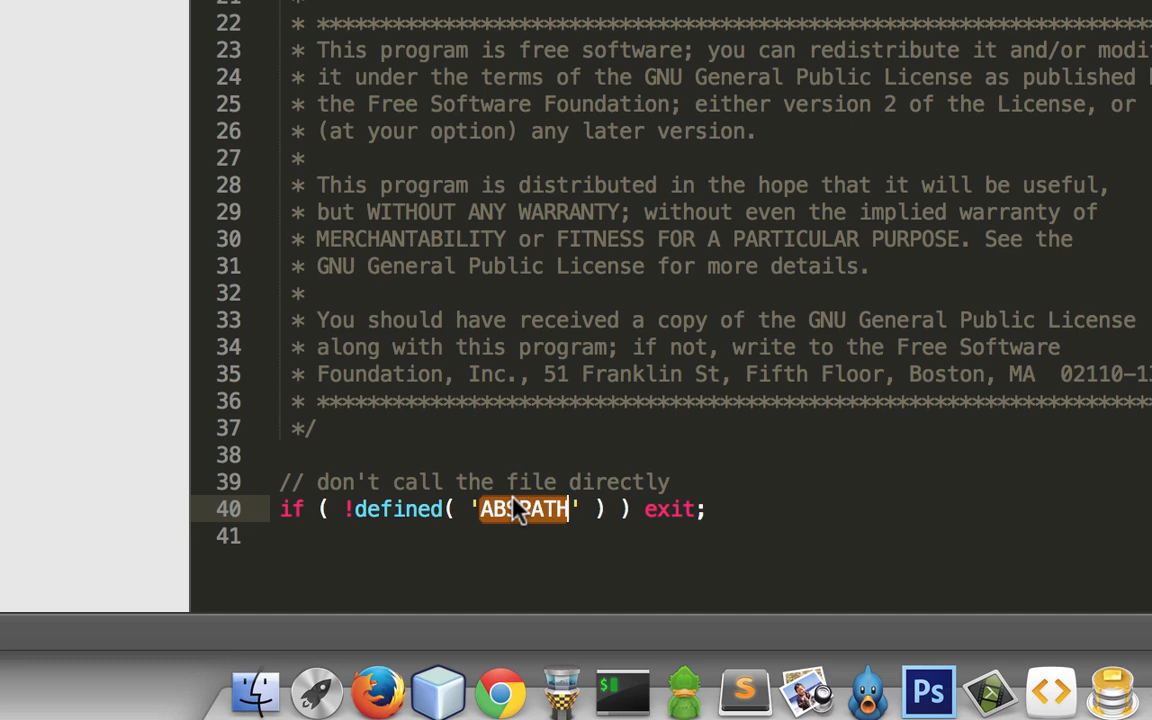 22 * ******************************************************************
23 * This program is free software; you can redistribute it and/or
24 * it under the terms of the GNU General Public License as published
25 * the Free Software Foundation; either version 2 of the License, or
26 * (at your option) any later version.
27 *
28 * This program is distributed in the hope that it will be useful,
29 * but WITHOUT ANY WARRANTY; without even the implied warranty of
30 * MERCHANTABILITY or FITNESS FOR A PARTICULAR PURPOSE. See the
31 * GNU General Public License for more details.
32 *
33 * You should have received a copy of the GNU General Public License
34 * along with this program; if not, write to the Free Software
35 * Foundation, Inc., 51 Franklin St, Fifth Floor, Boston, MA
36 * ******************************************************************
37 */
38
39 // don't call the file directly
40 if ( !defined( 'ABSPATH' ) ) exit;
41
$ S Ps